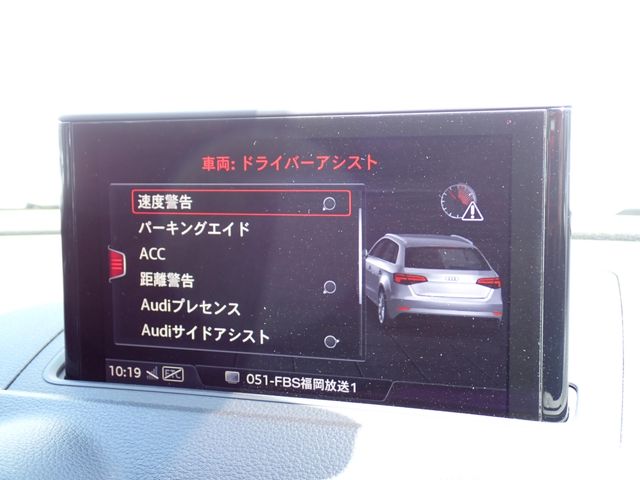 車両: ドライバーアシスト
速度警告
パーキングエイド
ACC
距離警告
Audiプレセンス
Audiサイドアシスト
10:19 ETC 051-FBS福岡放送1